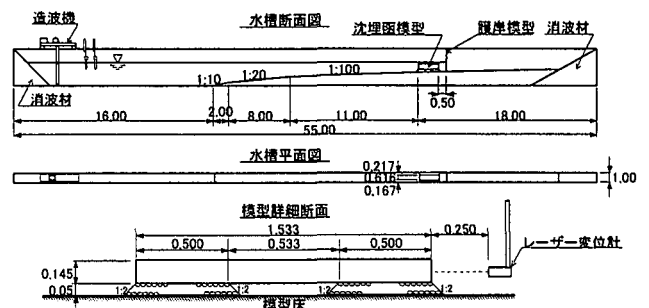 水槽断面図
造波機
沈埋函模型
護岸模型
消波材
消波材
1:10
1:20
1:100
0.50
16.00
2.00
8.00
11.00
18.00
55.00
水槽平面図
0.217
0.616
0.167
1.00
模型詳細断面
1.533
0.250
0.500
0.533
0.500
レーザー変位計
0.145
0.05
1:2
1:2
1:2
1:2
模型床